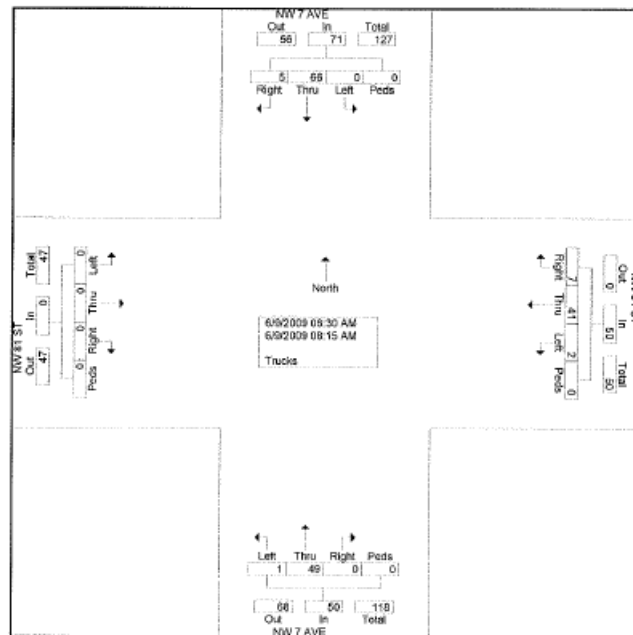 NW 7 AVE
Out In Total
56 71 127
5 66 0 0
Right Thru Left Peds
NW 81 ST
Total In Out
47 0 47
Left Thru Right Peds
0 0 0 0
North
6/9/2009 06:30 AM
6/9/2009 08:15 AM
Trucks
Right Thru Left Peds
7 41 2 0
Out In Total
0 50 50
Left Thru Right Peds
1 49 0 0
68 50 118
Out In Total
NW 7 AVE